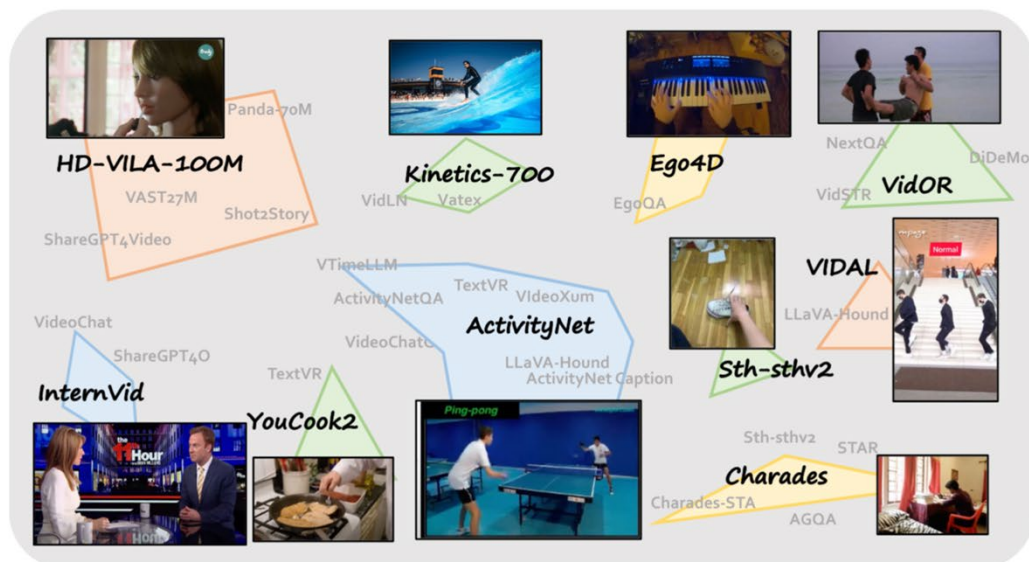 Panda-70M
HD-VILA-100M
VAST27M
Shot2Story
ShareGPT4Video
Kinetics-700
VidLN
Vatex
Ego4D
EgoQA
NextQA
DiDeMo
VidOR
VidSTR
VTimeLLM
ActivityNetQA
TextVR
VIdeoXum
ActivityNet
VideoChatG
LLaVA-Hound
ActivityNet Caption
Sth-sthv2
VIDAL
LLaVA-Hound
Normal
VideoChat
ShareGPT4O
InternVid
the
11th
Hour
TextVR
YouCook2
Ping-pong
Sth-sthv2
STAR
Charades
Charades-STA
AGQA